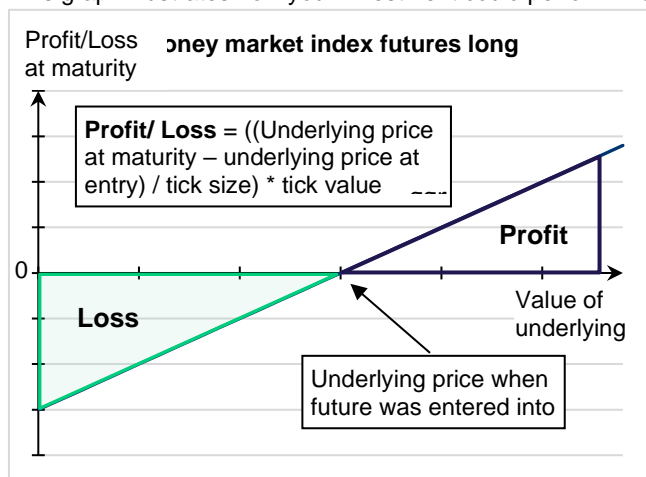 Profit/Loss
at maturity
oney market index futures long
Profit/ Loss = ((Underlying price
at maturity – underlying price at
entry) / tick size) * tick value
Profit
0
Value of
underlying
Loss
Underlying price when
future was entered into